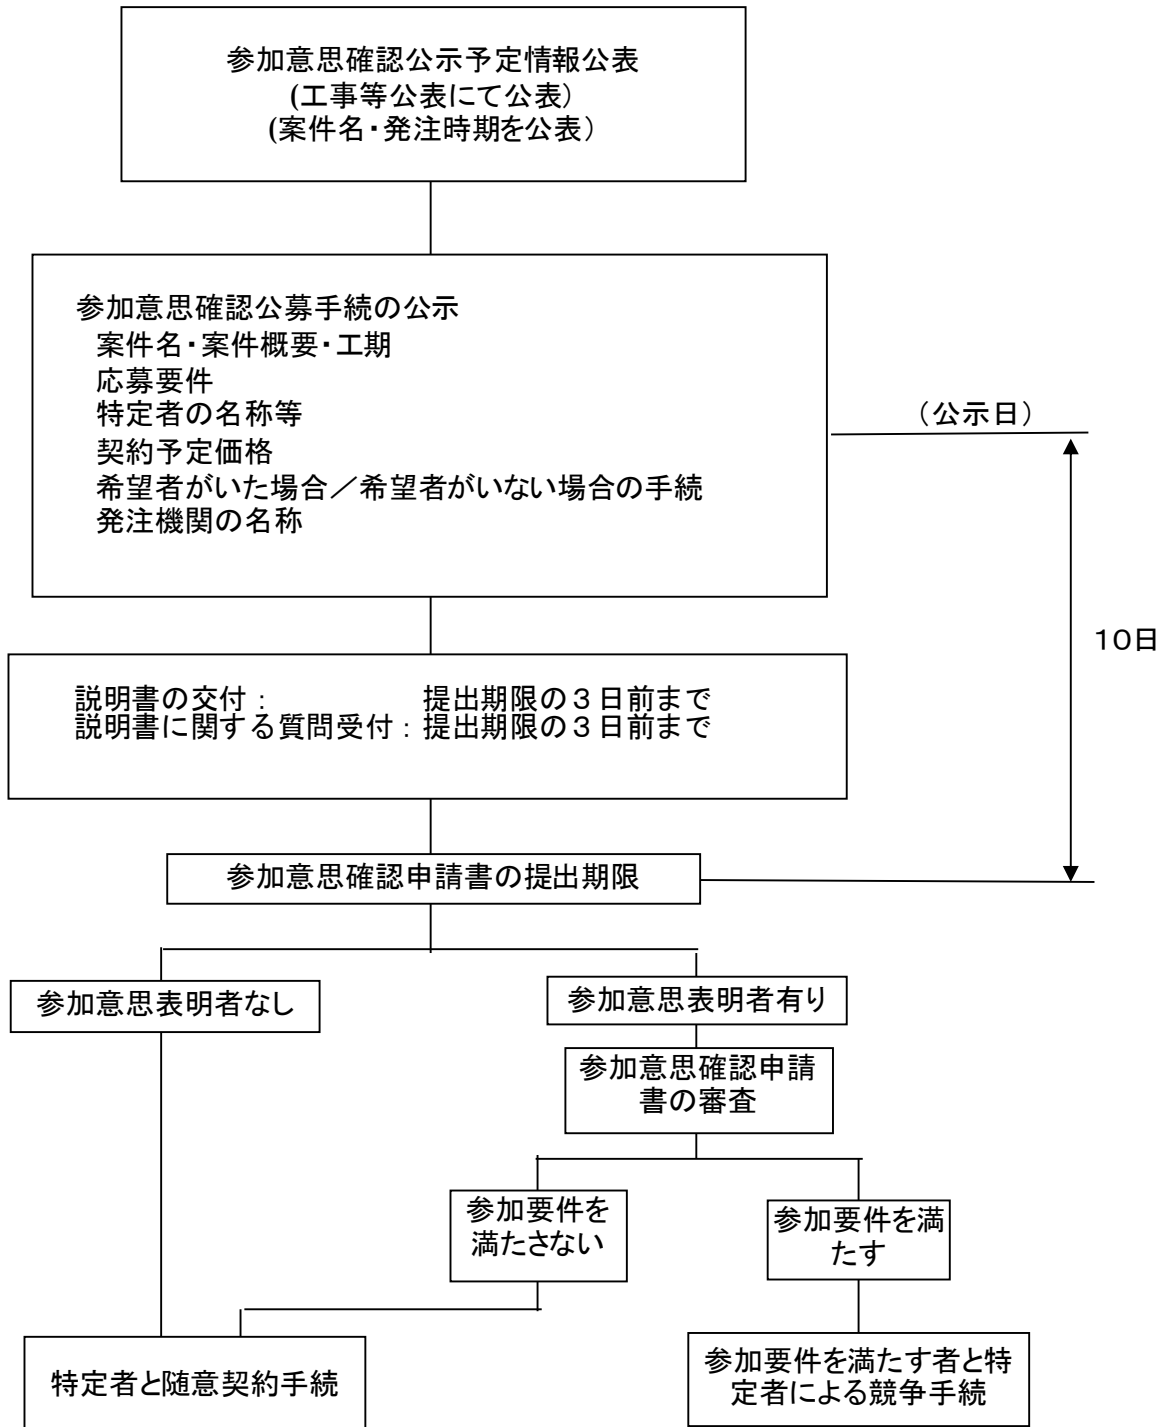 参加意思確認公示予定情報公表
(工事等公表にて公表）
(案件名・発注時期を公表）
参加意思確認公募手続の公示
案件名・案件概要・工期
応募要件
特定者の名称等
契約予定価格
希望者がいた場合／希望者がいない場合の手続
発注機関の名称
（公示日）
１０日
説明書の交付： 提出期限の３日前まで
説明書に関する質問受付：提出期限の３日前まで
参加意思確認申請書の提出期限
参加意思表明者なし
参加意思表明者有り
参加意思確認申請
書の審査
参加要件を
満たさない
参加要件を満
たす
特定者と随意契約手続
参加要件を満たす者と特
定者による競争手続